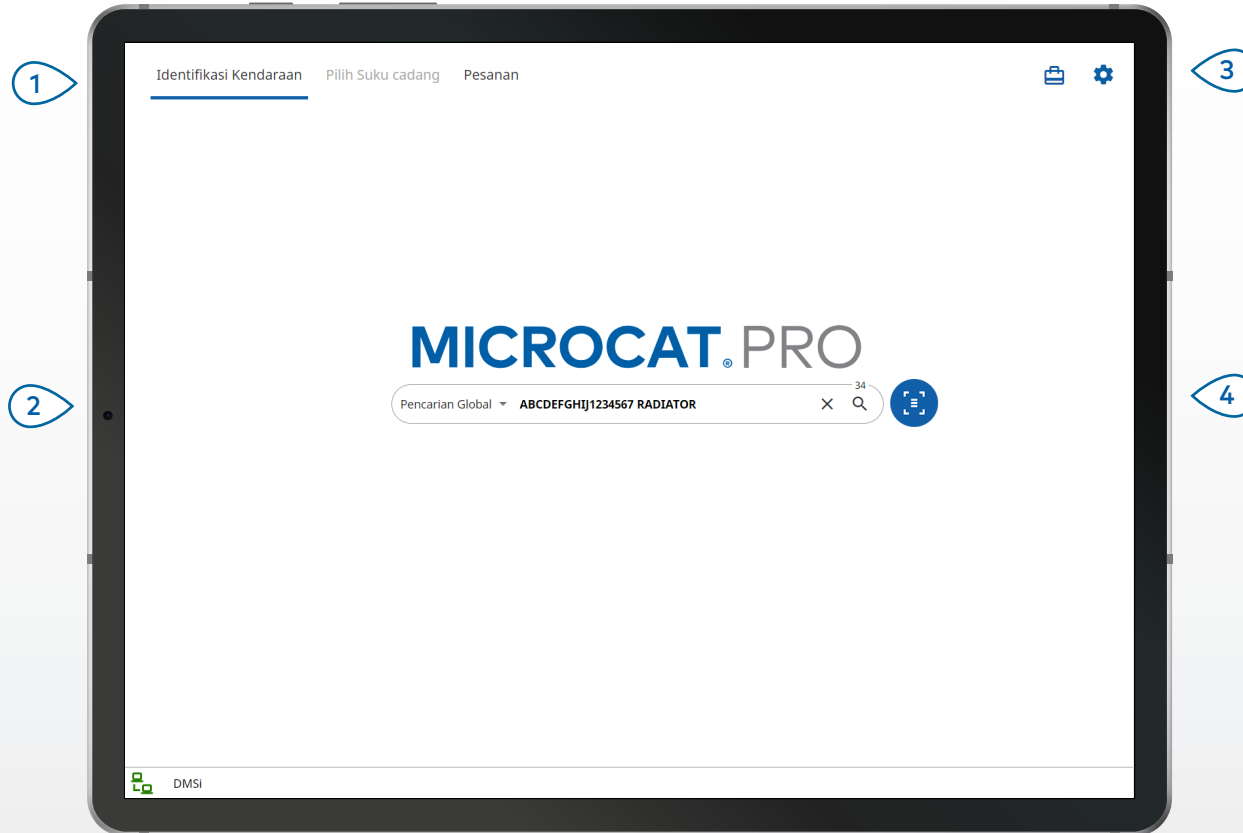 1
Identifikasi Kendaraan Pilih Suku cadang Pesanan
3
MICROCAT® PRO
34
2
Pencarian Global ABCDEFGHIJ1234567 RADIATOR
4
DMSi